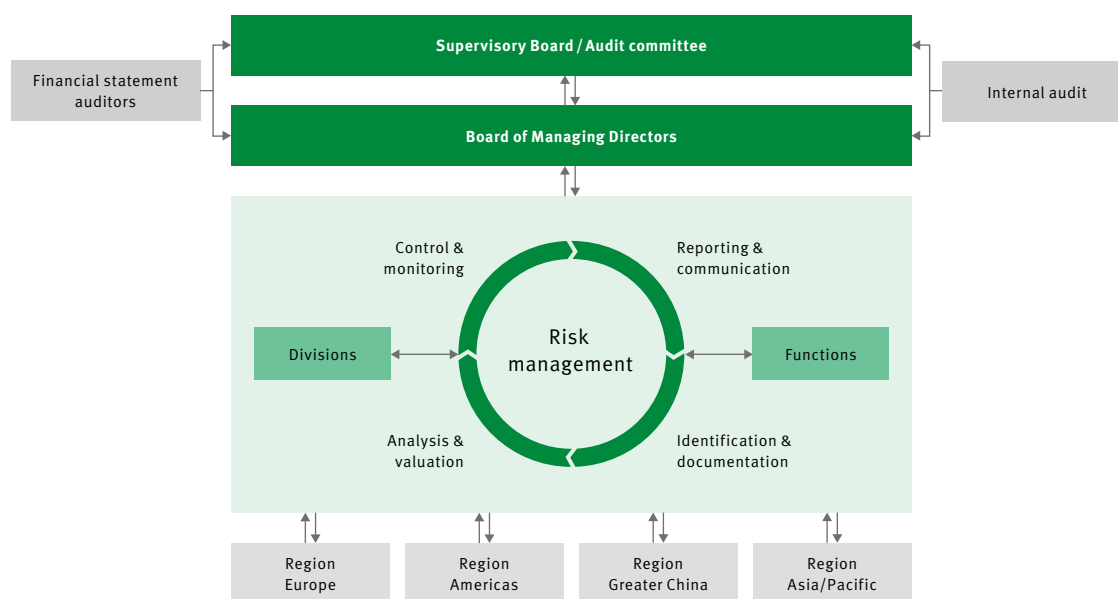 Supervisory Board / Audit committee
Financial statement
auditors
Internal audit
Board of Managing Directors
Control &
monitoring
Reporting &
communication
Divisions
Risk
management
Functions
Analysis &
valuation
Identification &
documentation
Region
Europe
Region
Americas
Region
Greater China
Region
Asia/Pacific